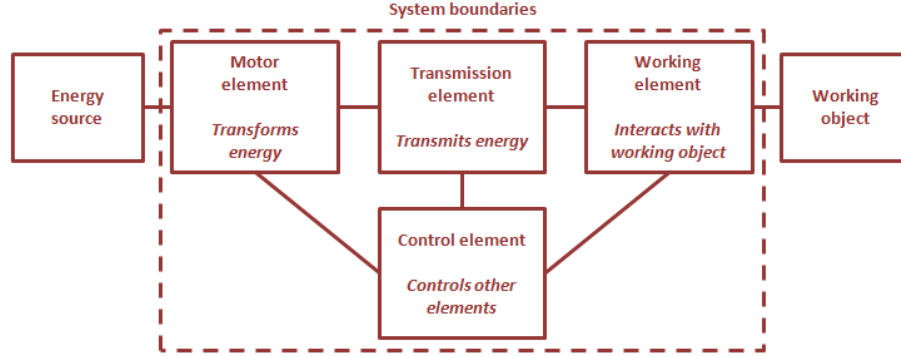 System boundaries
Energy
source
Motor
element
Transforms
energy
Transmission
element
Transmits energy
Working
element
Interacts with
working object
Working
object
Control element
Controls other
elements